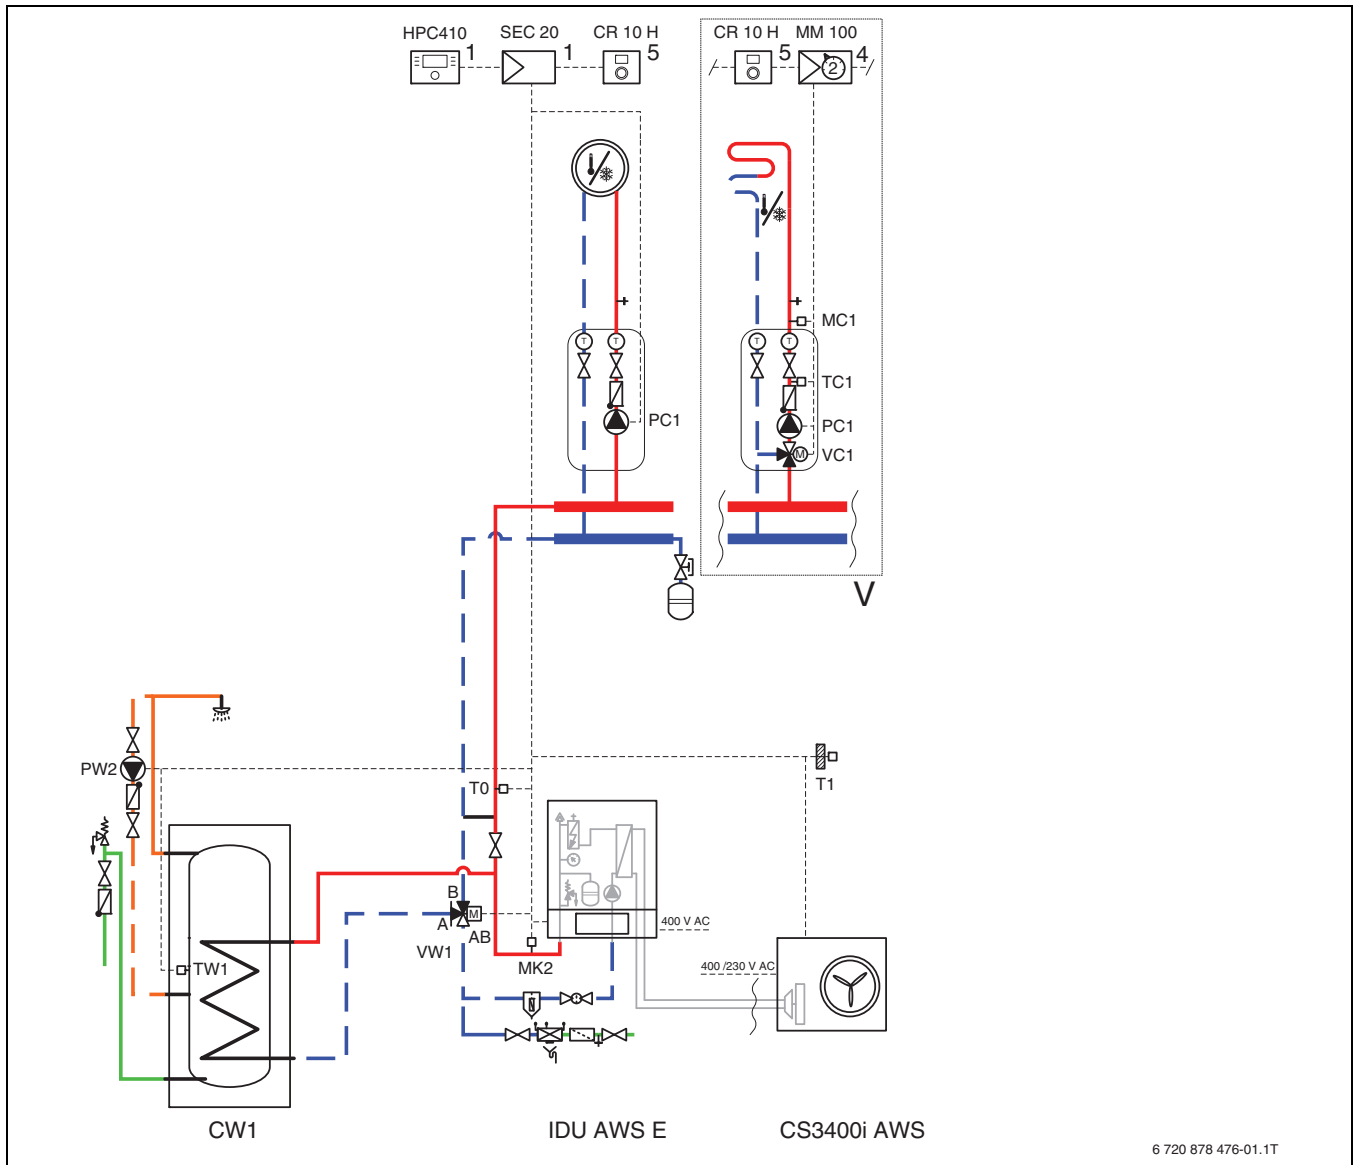 HPC410 SEC 20 CR 10 H CR 10 H MM 100
1 1 5 5 2 4
MC1
T T T T
TC1
PC1 PC1
M VC1
V
PW2
T1
T0
B
A M
AB
400 V AC
VW1
MK2
400 /230 V AC
TW1
CW1 IDU AWS E CS3400i AWS
6 720 878 476-01.1T